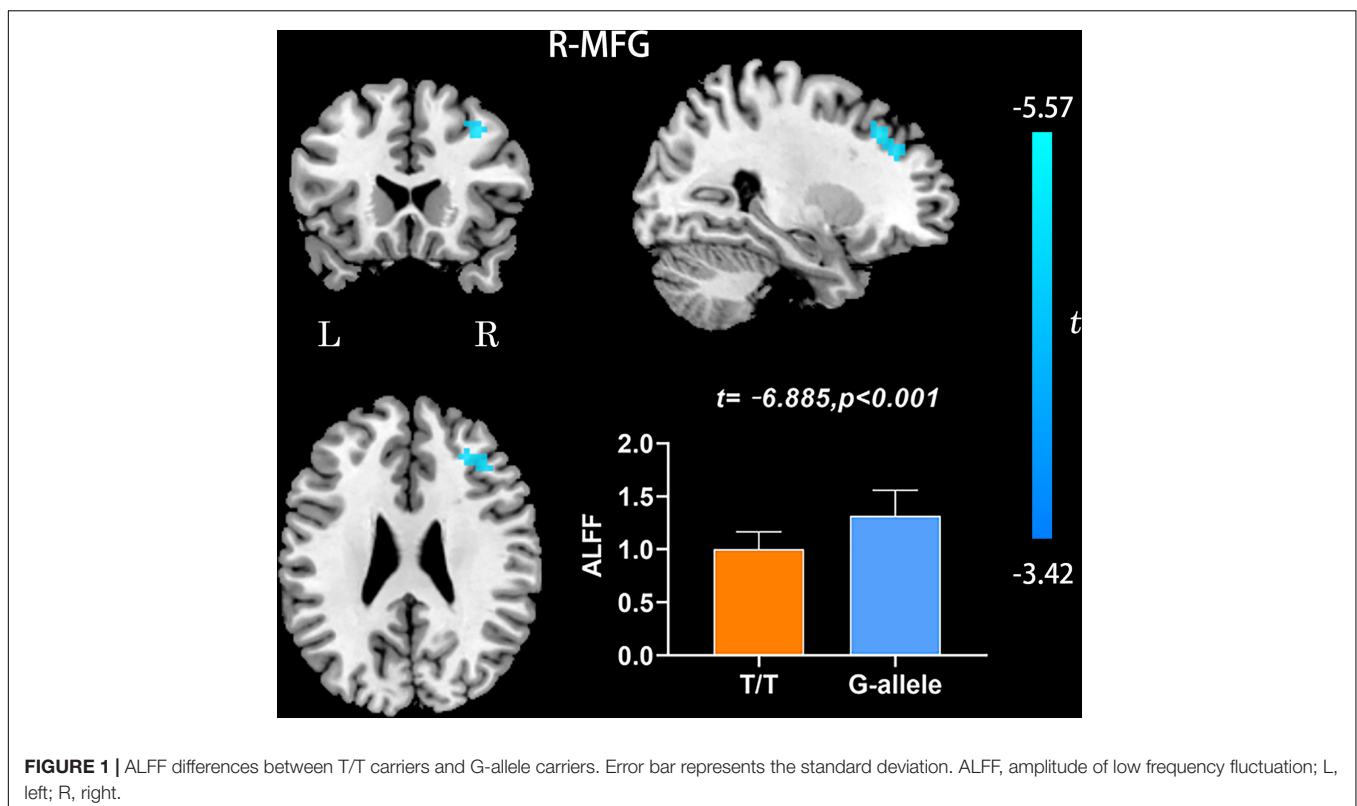 R-MFG
-5.57
L R
t
t= -6.885,p<0.001
2.0
1.5
ALFF
1.0
0.5
0.0
-3.42
T/T G-allele
FIGURE 1 | ALFF differences between T/T carriers and G-allele carriers. Error bar represents the standard deviation. ALFF, amplitude of low frequency fluctuation; L,
left; R, right.